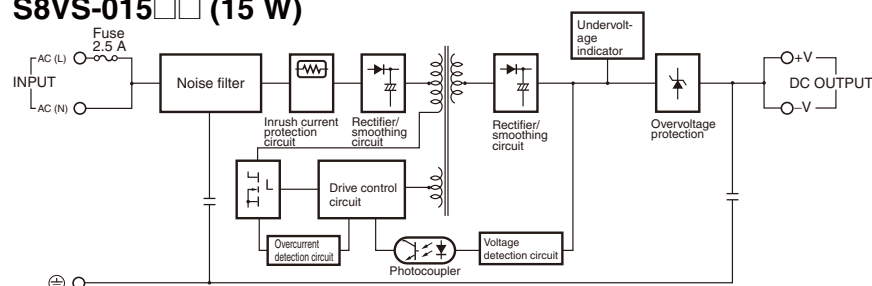 S8VS-015□□ (15 W)
Fuse
2.5 A
AC (L)
INPUT
AC (N)
Noise filter
Inrush current
protection
circuit
Rectifier/
smoothing
circuit
Rectifier/
smoothing
circuit
Undervolt-
age
indicator
Overvoltage
protection
+V
DC OUTPUT
−V
Drive control
circuit
Overcurrent
detection circuit
Photocoupler
Voltage
detection circuit